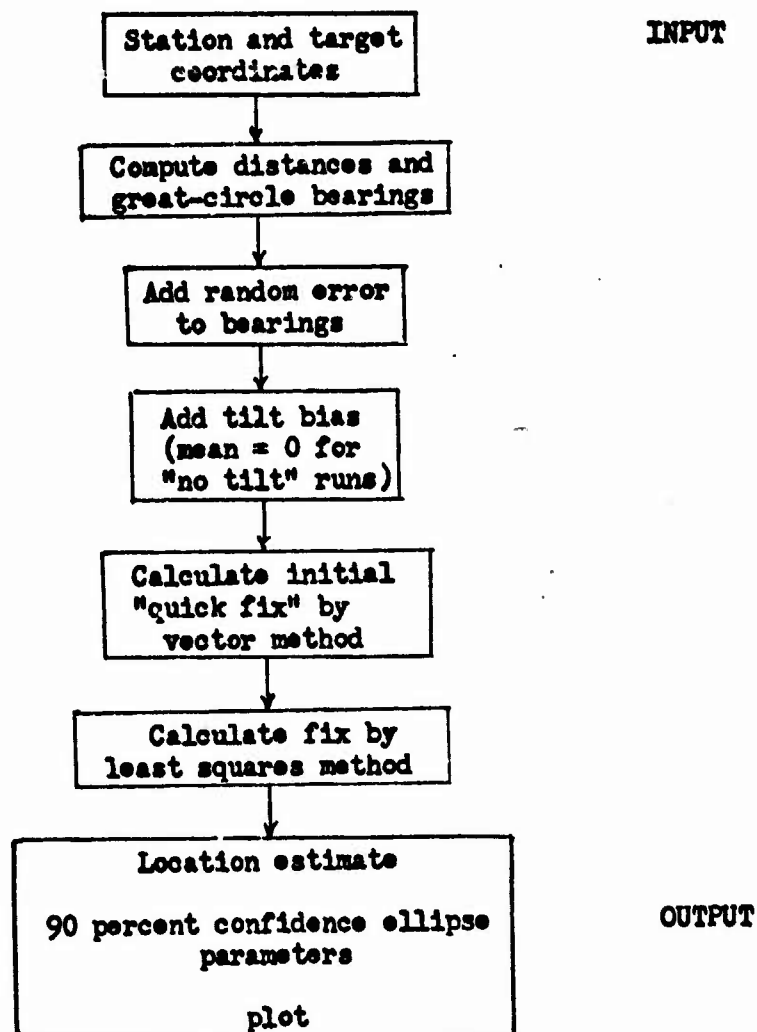 Station and target
coordinates
INPUT
Compute distances and
great-circle bearings
Add random error
to bearings
Add tilt bias
(mean = 0 for
"no tilt" runs)
Calculate initial
"quick fix" by
vector method
Calculate fix by
least squares method
Location estimate
90 percent confidence ellipse
parameters
plot
OUTPUT